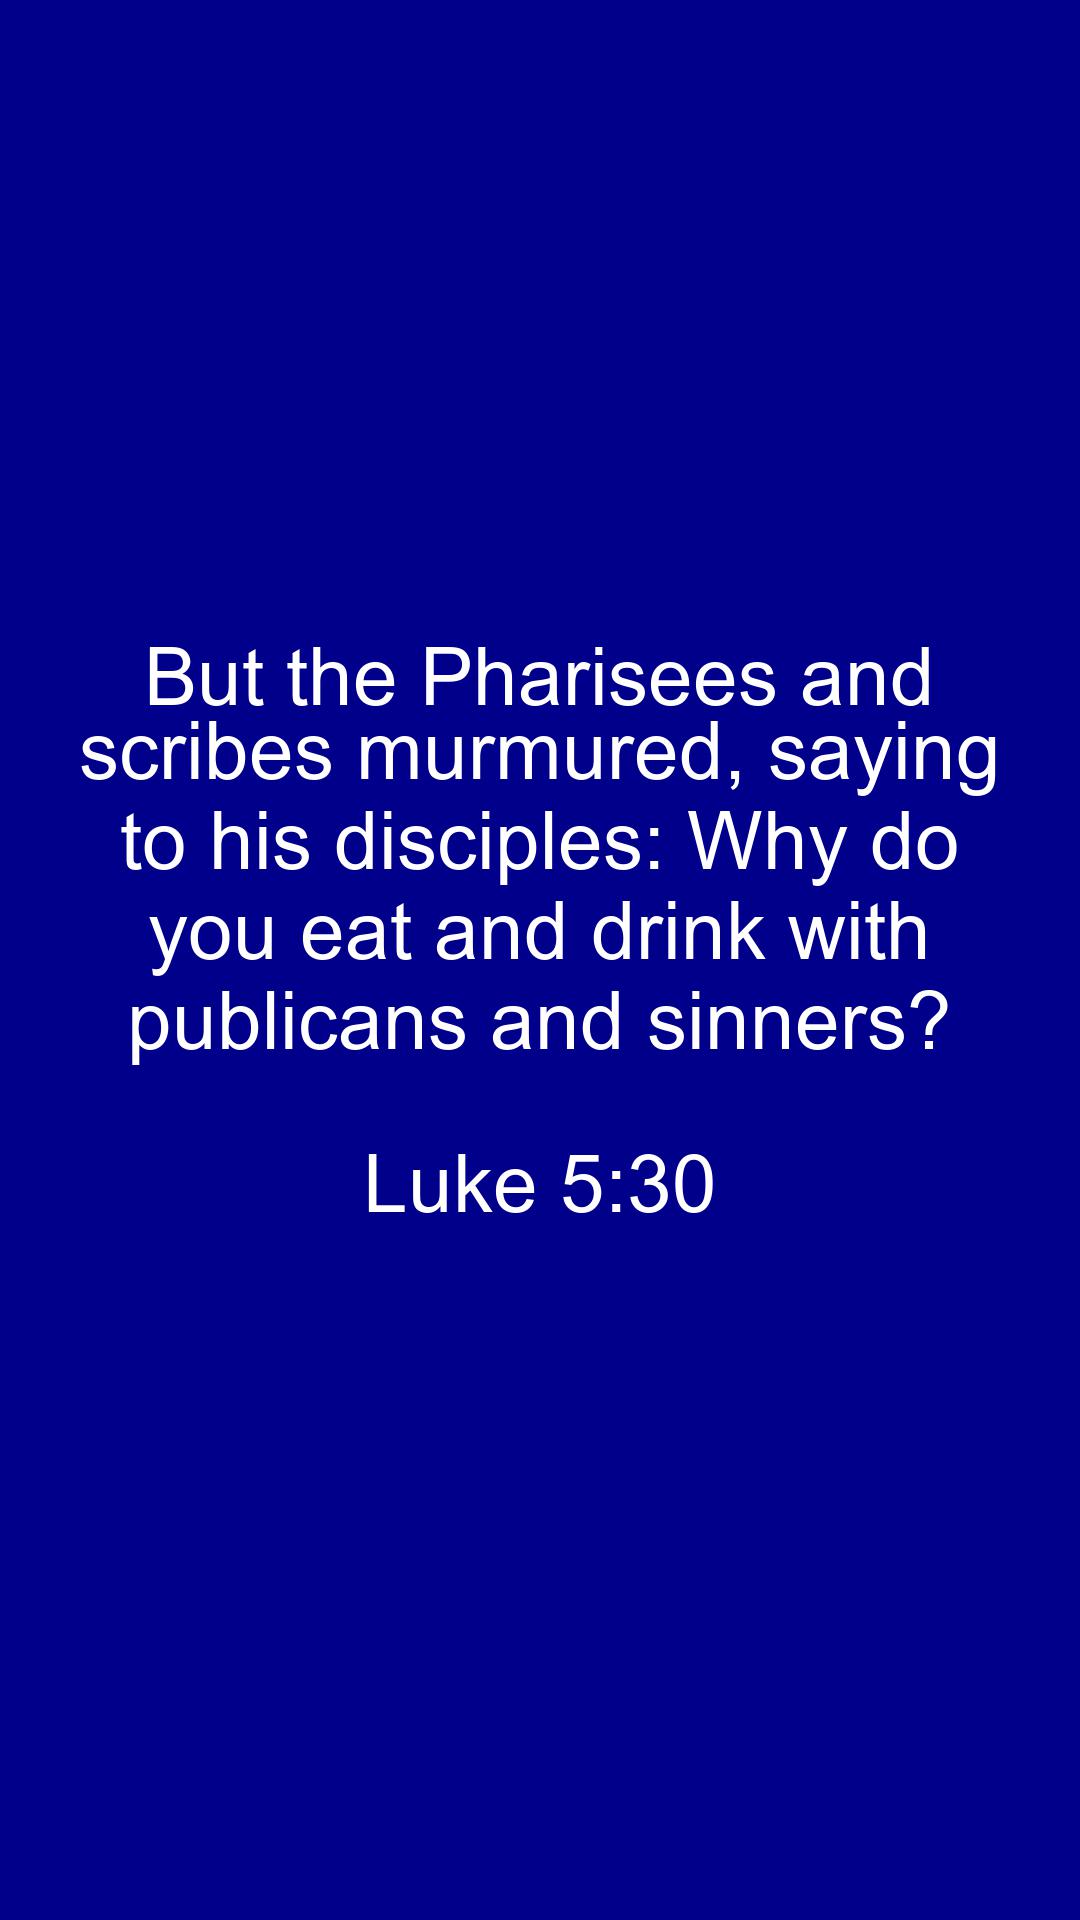 But the Pharisees and
scribes murmured, saying
to his disciples: Why do
you eat and drink with
publicans and sinners?
Luke 5:30